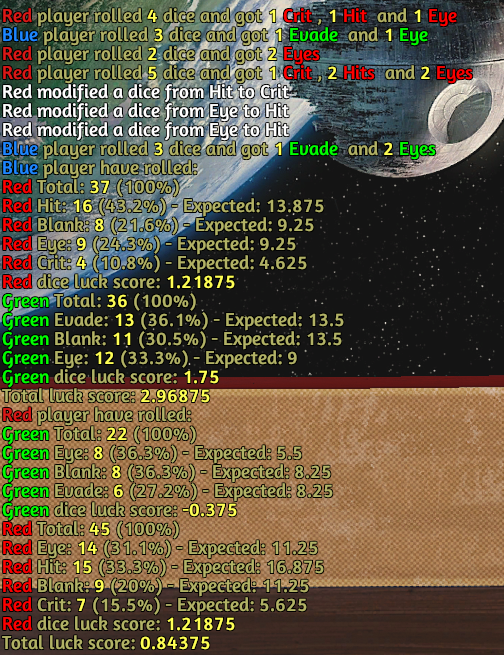 Red player rolled 4 dice and got 1 Crit , 1 Hit and 1 Eye
Blue player rolled 3 dice and got 1 Evade and 1 Eye
Red player rolled 2 dice and got 2 Eyes
Red player rolled 5 dice and got 1 Crit , 2 Hits and 2 Eyes
Red modified a dice from Hit to Crit
Red modified a dice from Eye to Hit
Red modified a dice from Eye to Hit
Blue player rolled 3 dice and got 1 Evade and 2 Eyes
Blue player have rolled:
Red Total: 37 (100%)
Red Hit: 16 (43.2%) - Expected: 13.875
Red Blank: 8 (21.6%) - Expected: 9.25
Red Eye: 9 (24.3%) - Expected: 9.25
Red Crit: 4 (10.8%) - Expected: 4.625
Red dice luck score: 1.21875
Green Total: 36 (100%)
Green Evade: 13 (36.1%) - Expected: 13.5
Green Blank: 11 (30.5%) - Expected: 13.5
Green Eye: 12 (33.3%) - Expected: 9
Green dice luck score: 1.75
Total luck score: 2.96875
Red player have rolled:
Green Total: 22 (100%)
Green Eye: 8 (36.3%) - Expected: 5.5
Green Blank: 8 (36.3%) - Expected: 8.25
Green Evade: 6 (27.2%) - Expected: 8.25
Green dice luck score: -0.375
Red Total: 45 (100%)
Red Eye: 14 (31.1%) - Expected: 11.25
Red Hit: 15 (33.3%) - Expected: 16.875
Red Blank: 9 (20%) - Expected: 11.25
Red Crit: 7 (15.5%) - Expected: 5.625
Red dice luck score: 1.21875
Total luck score: 0.84375